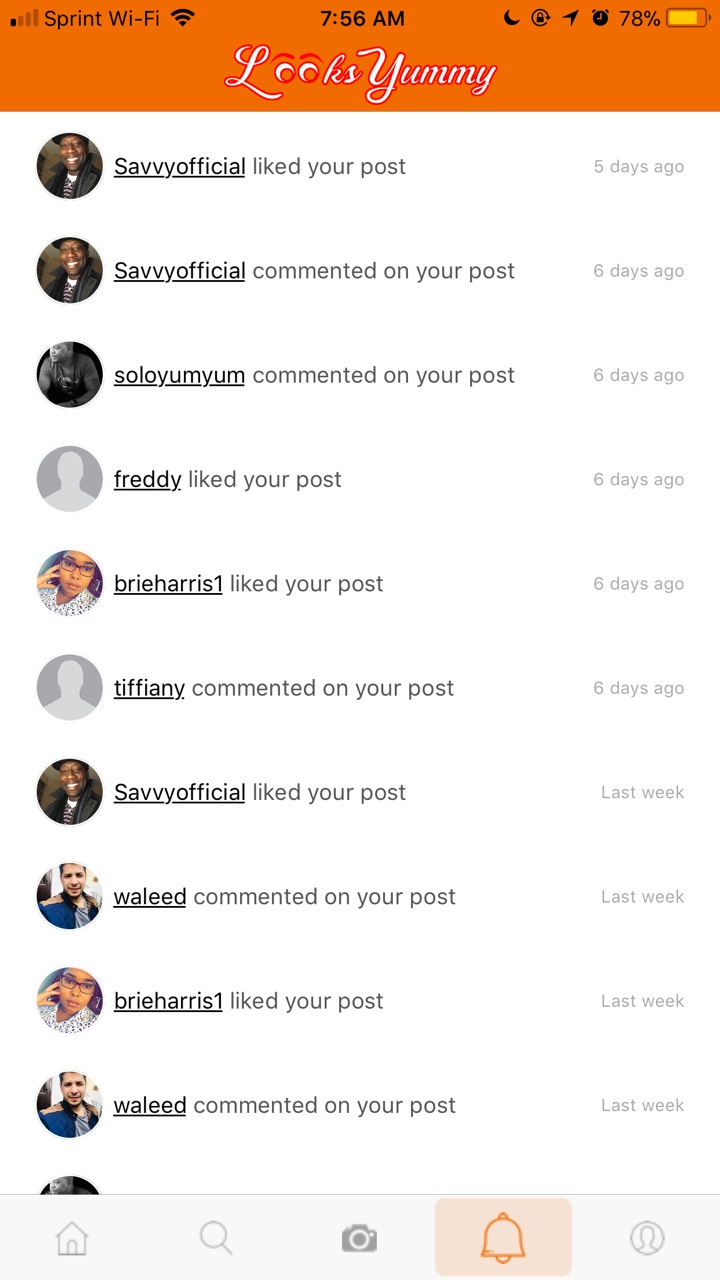 Sprint Wi-Fi 7:56 AM 78%
LooksYummy
Savvyofficial liked your post 5 days ago
Savvyofficial commented on your post 6 days ago
soloyumyum commented on your post 6 days ago
freddy liked your post 6 days ago
brieharris1 liked your post 6 days ago
tiffiany commented on your post 6 days ago
Savvyofficial liked your post Last week
waleed commented on your post Last week
brieharris1 liked your post Last week
waleed commented on your post Last week